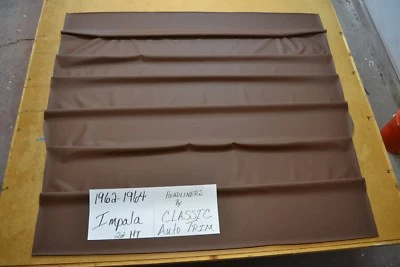 1962-1964
Impala
2d HT
HEADLINERS
&
CLASSIC
Auto TRIM